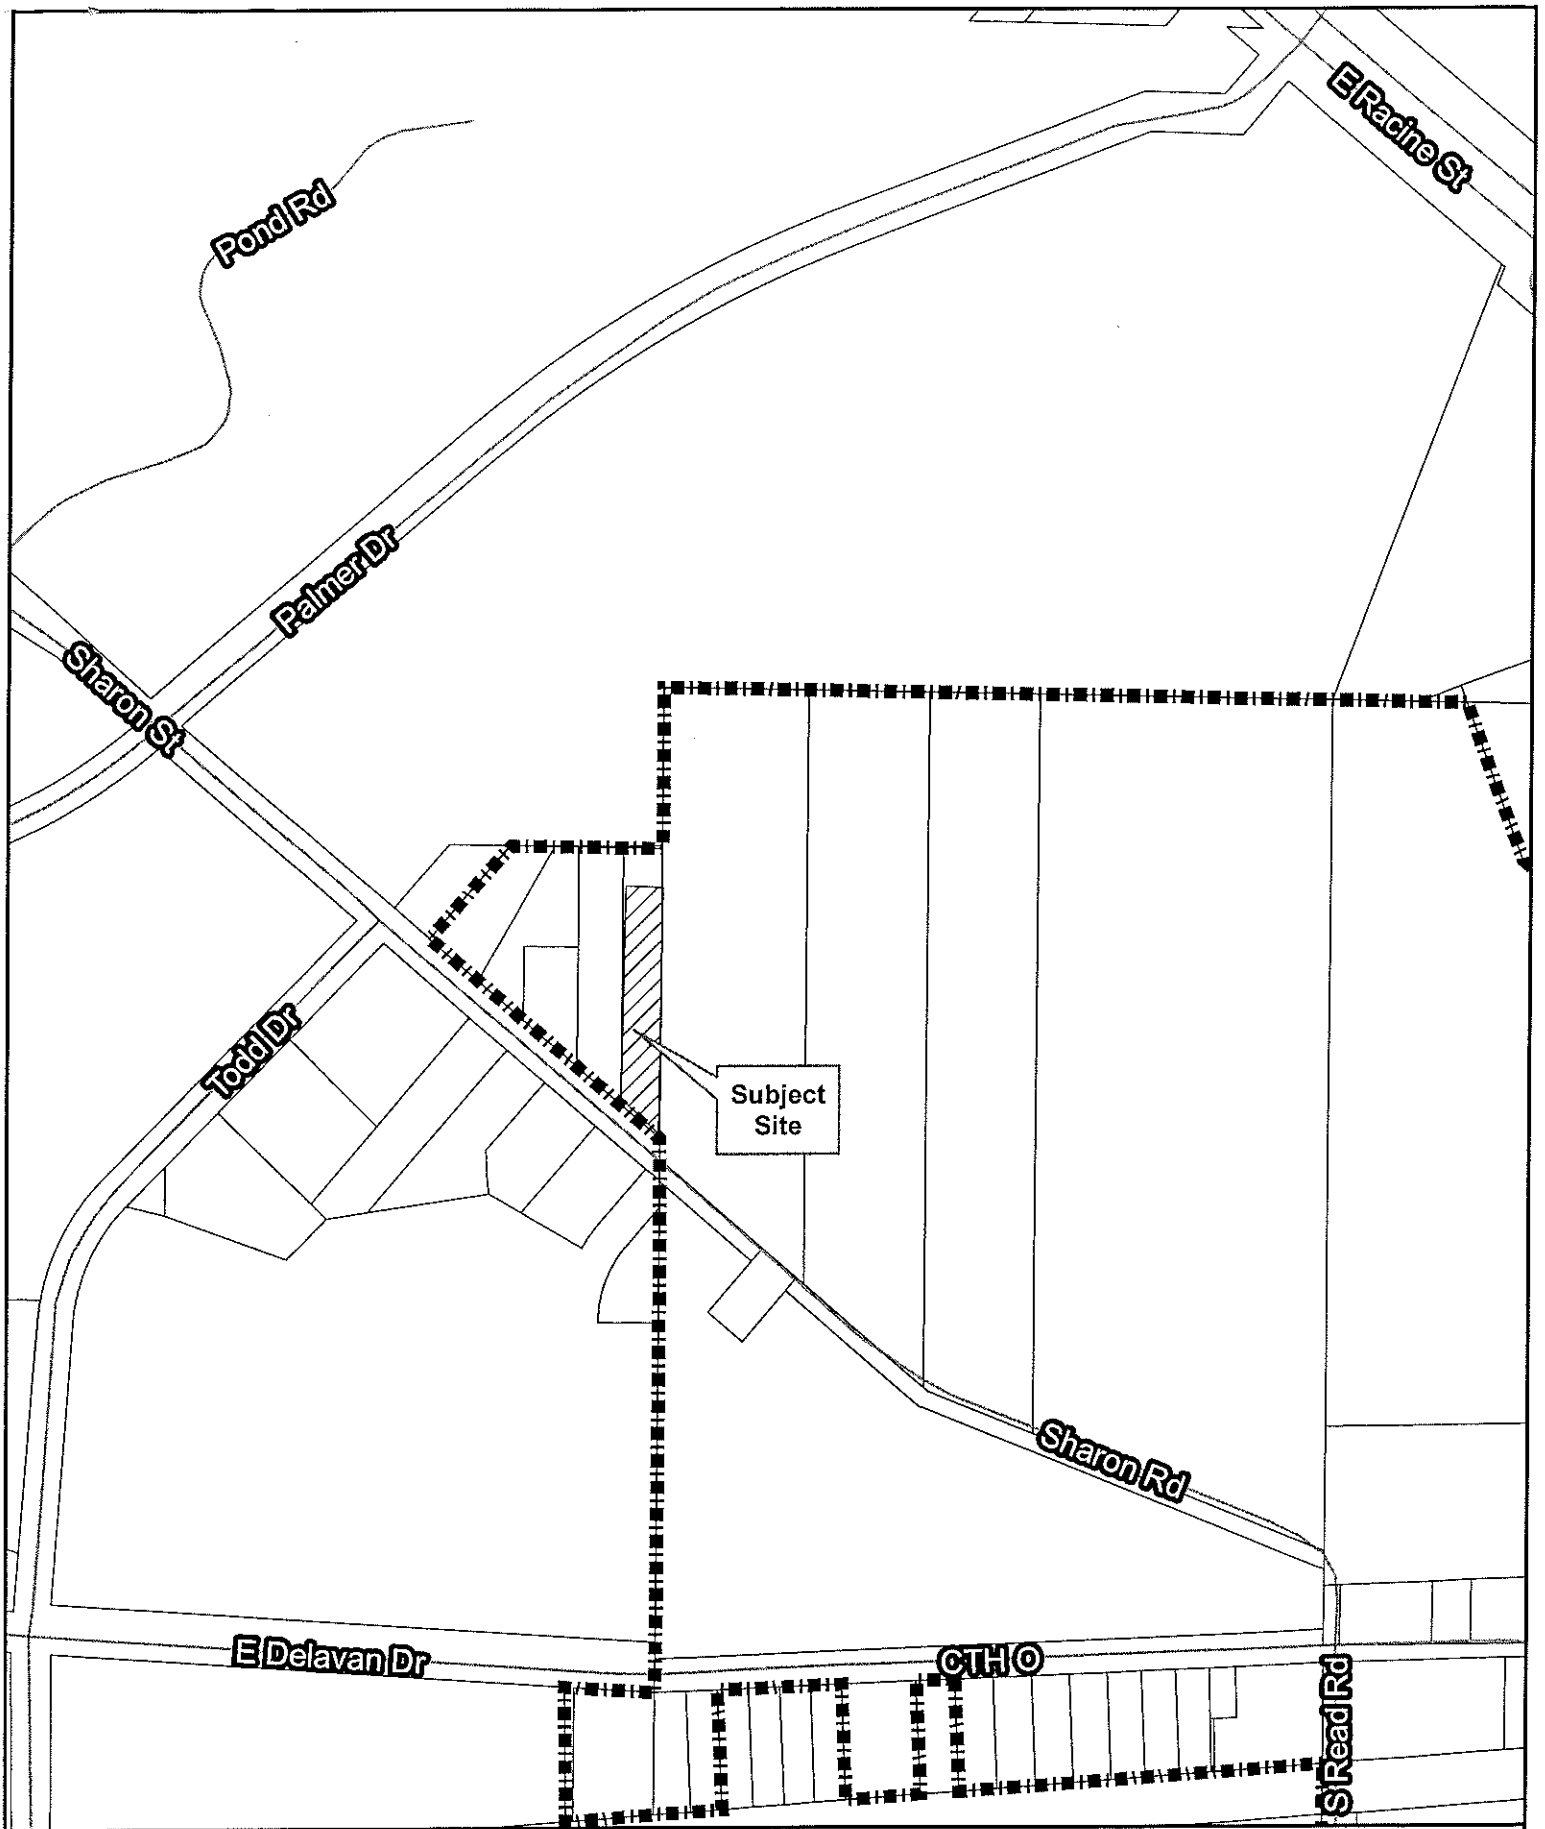 E Racine St
Pond Rd
Palmer Dr
Sharon St
Todd Dr
Subject
Site
Sharon Rd
E Delavan Dr
CTH O
S Read Rd